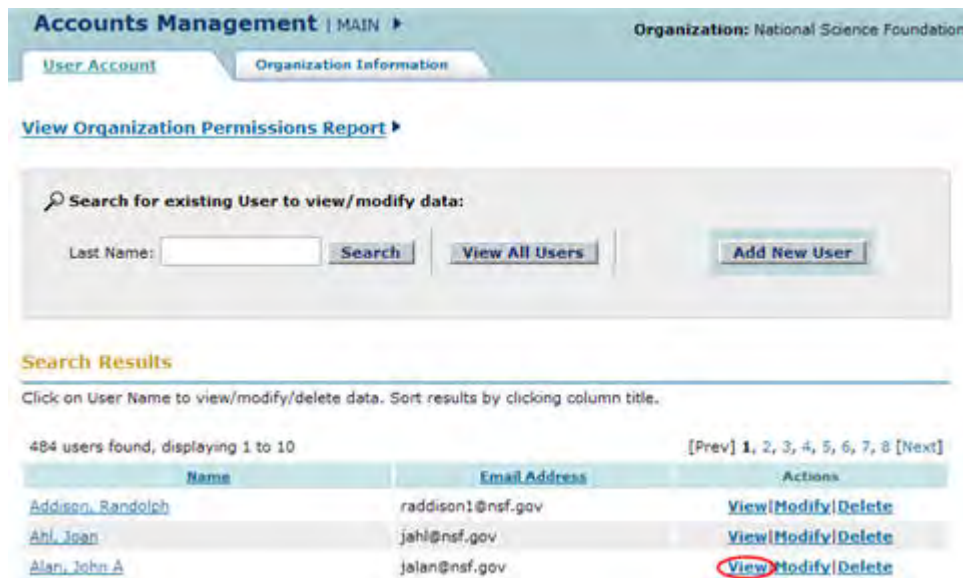 Accounts Management | MAIN
Organization: National Science Foundation
User Account
Organization Information
View Organization Permissions Report
Search for existing User to view/modify data:
Last Name: Search View All Users Add New User
Search Results
Click on User Name to view/modify/delete data. Sort results by clicking column title.
484 users found, displaying 1 to 10 [Prev] 1, 2, 3, 4, 5, 6, 7, 8 [Next]
Name Email Address Actions
Addison, Randolph raddison1@nsf.gov View|Modify|Delete
Ahl, Joan jahl@nsf.gov View|Modify|Delete
Alan, John A jalan@nsf.gov View|Modify|Delete